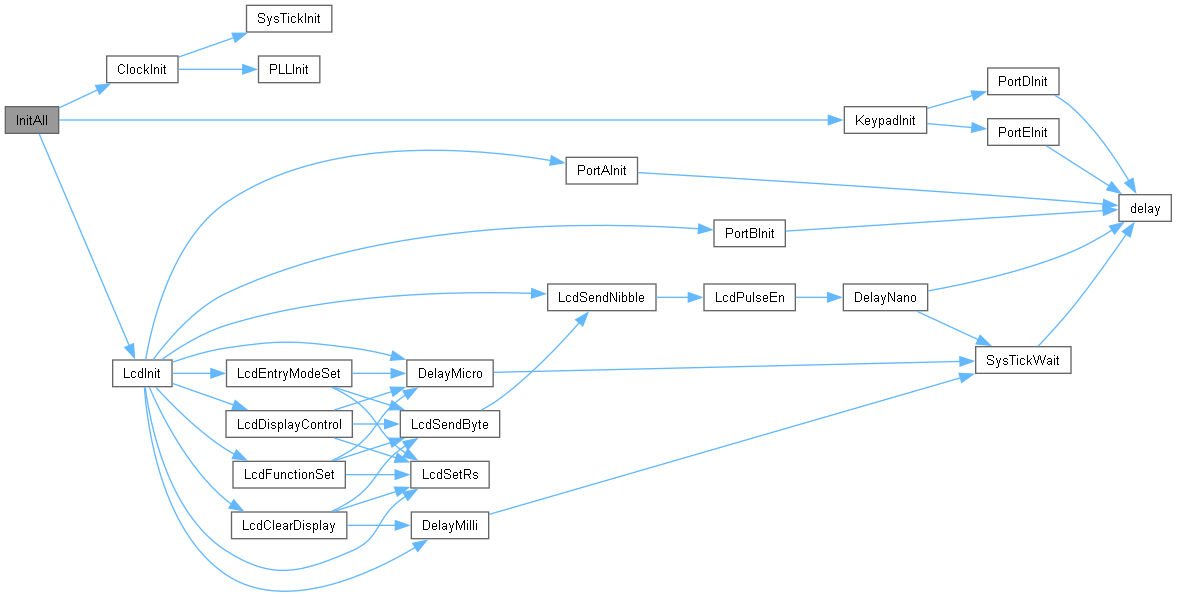 SysTickInit
ClockInit
PLLInit
PortDInit
InitAll
KeypadInit
PortEInit
PortAInit
delay
PortBInit
LcdSendNibble
LcdPulseEn
DelayNano
SysTickWait
LcdInit
LcdEntryModeSet
DelayMicro
LcdDisplayControl
LcdSendByte
LcdFunctionSet
LcdSetRs
LcdClearDisplay
DelayMilli